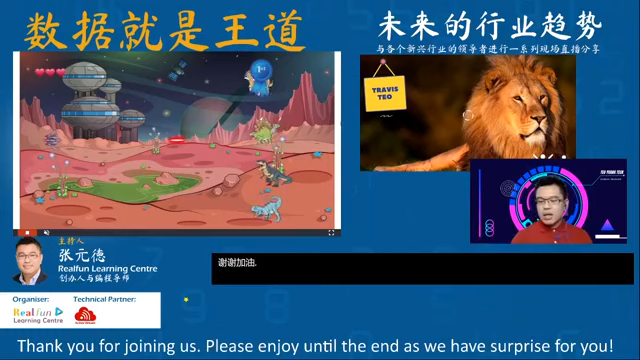 数据就是王道
未来的行业趋势
与各个新兴行业的领导者进行一系列现场直播分享
TRAVIS
TEO
主持人
张元德
Realfun Learning Centre
创办人与编程导师
谢谢加油.
Organiser:
Technical Partner:
Realfun
Learning Centre
Thank you for joining us. Please enjoy until the end as we have surprise for you!